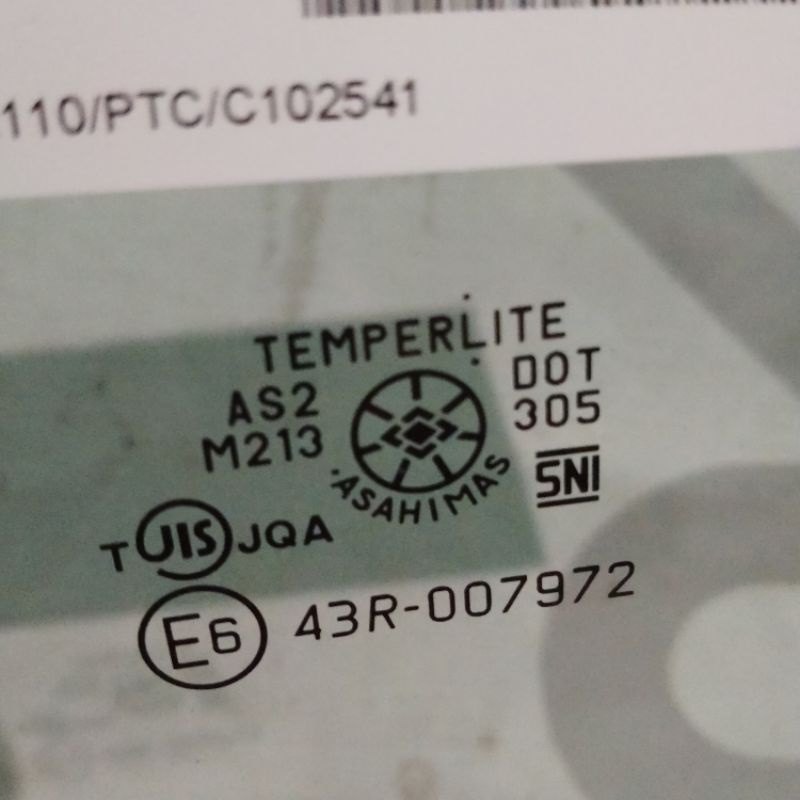 110/PTC/C102541
TEMPERLITE
AS2
M213
DOT
305
ASAHIMAS
SNI
T JIS JQA
E6 43R-007972